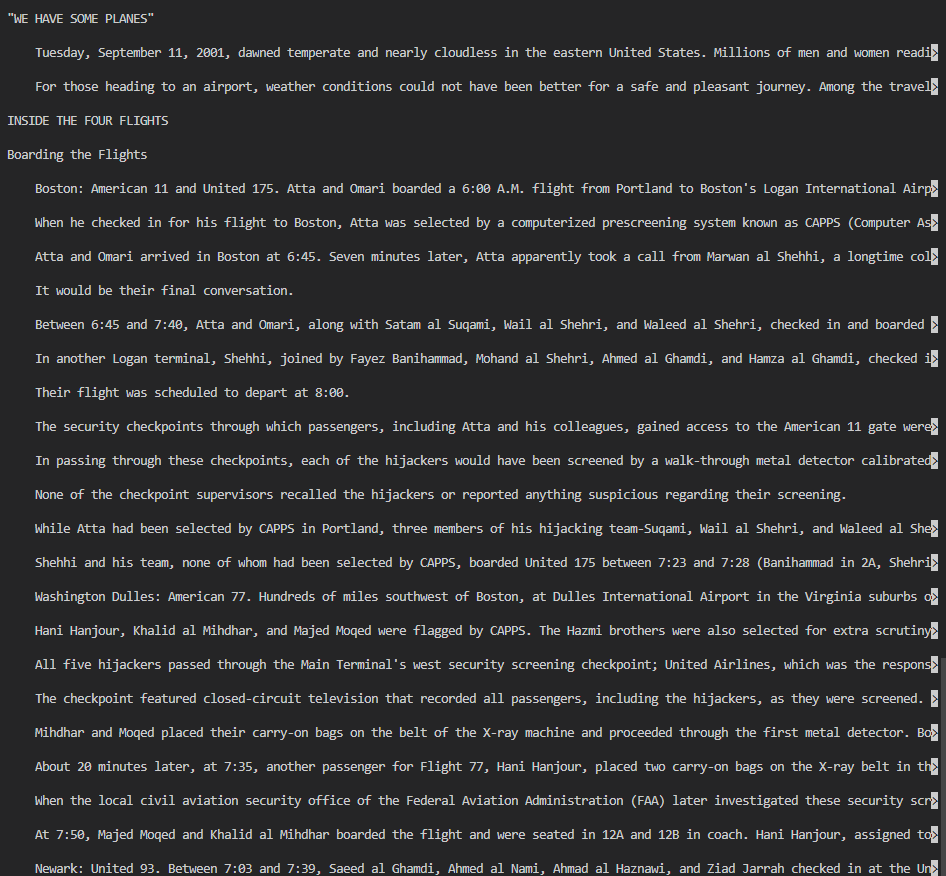 "WE HAVE SOME PLANES"
Tuesday, September 11, 2001, dawned temperate and nearly cloudless in the eastern United States. Millions of men and women readi>
For those heading to an airport, weather conditions could not have been better for a safe and pleasant journey. Among the travel>
INSIDE THE FOUR FLIGHTS
Boarding the Flights
Boston: American 11 and United 175. Atta and Omari boarded a 6:00 A.M. flight from Portland to Boston's Logan International Airp>
When he checked in for his flight to Boston, Atta was selected by a computerized prescreening system known as CAPPS (Computer As>
Atta and Omari arrived in Boston at 6:45. Seven minutes later, Atta apparently took a call from Marwan al Shehhi, a longtime col>
It would be their final conversation.
Between 6:45 and 7:40, Atta and Omari, along with Satam al Suqami, Wail al Shehri, and Waleed al Shehri, checked in and boarded >
In another Logan terminal, Shehhi, joined by Fayez Banihammad, Mohand al Shehri, Ahmed al Ghamdi, and Hamza al Ghamdi, checked i>
Their flight was scheduled to depart at 8:00.
The security checkpoints through which passengers, including Atta and his colleagues, gained access to the American 11 gate were>
In passing through these checkpoints, each of the hijackers would have been screened by a walk-through metal detector calibrated>
None of the checkpoint supervisors recalled the hijackers or reported anything suspicious regarding their screening.
While Atta had been selected by CAPPS in Portland, three members of his hijacking team-Suqami, Wail al Shehri, and Waleed al She>
Shehhi and his team, none of whom had been selected by CAPPS, boarded United 175 between 7:23 and 7:28 (Banihammad in 2A, Shehri>
Washington Dulles: American 77. Hundreds of miles southwest of Boston, at Dulles International Airport in the Virginia suburbs o>
Hani Hanjour, Khalid al Mihdhar, and Majed Moqed were flagged by CAPPS. The Hazmi brothers were also selected for extra scrutiny>
All five hijackers passed through the Main Terminal's west security screening checkpoint; United Airlines, which was the respons>
The checkpoint featured closed-circuit television that recorded all passengers, including the hijackers, as they were screened. >
Mihdhar and Moqed placed their carry-on bags on the belt of the X-ray machine and proceeded through the first metal detector. Bo>
About 20 minutes later, at 7:35, another passenger for Flight 77, Hani Hanjour, placed two carry-on bags on the X-ray belt in th>
When the local civil aviation security office of the Federal Aviation Administration (FAA) later investigated these security scr>
At 7:50, Majed Moqed and Khalid al Mihdhar boarded the flight and were seated in 12A and 12B in coach. Hani Hanjour, assigned to>
Newark: United 93. Between 7:03 and 7:39, Saeed al Ghamdi, Ahmed al Nami, Ahmad al Haznawi, and Ziad Jarrah checked in at the Un>